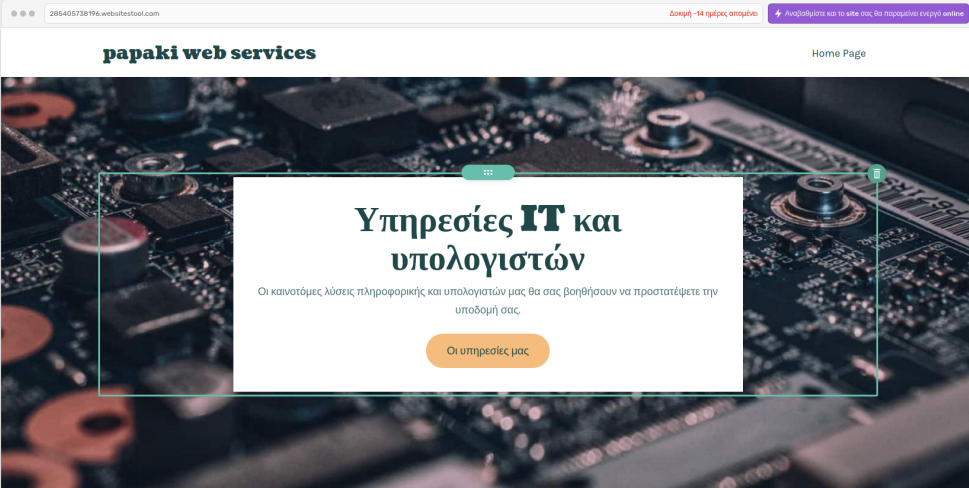 285405738196.websitestool.com
Δοκιμή -14 ημέρες απομένει
Αναβαθμίστε και το site σας θα παραμείνει ενεργό online
papaki web services
Home Page
Υπηρεσίες IT και
υπολογιστών
Οι καινοτόμες λύσεις πληροφορικής και υπολογιστών μας θα σας βοηθήσουν να προστατέψετε την
υποδομή σας.
Οι υπηρεσίες μας